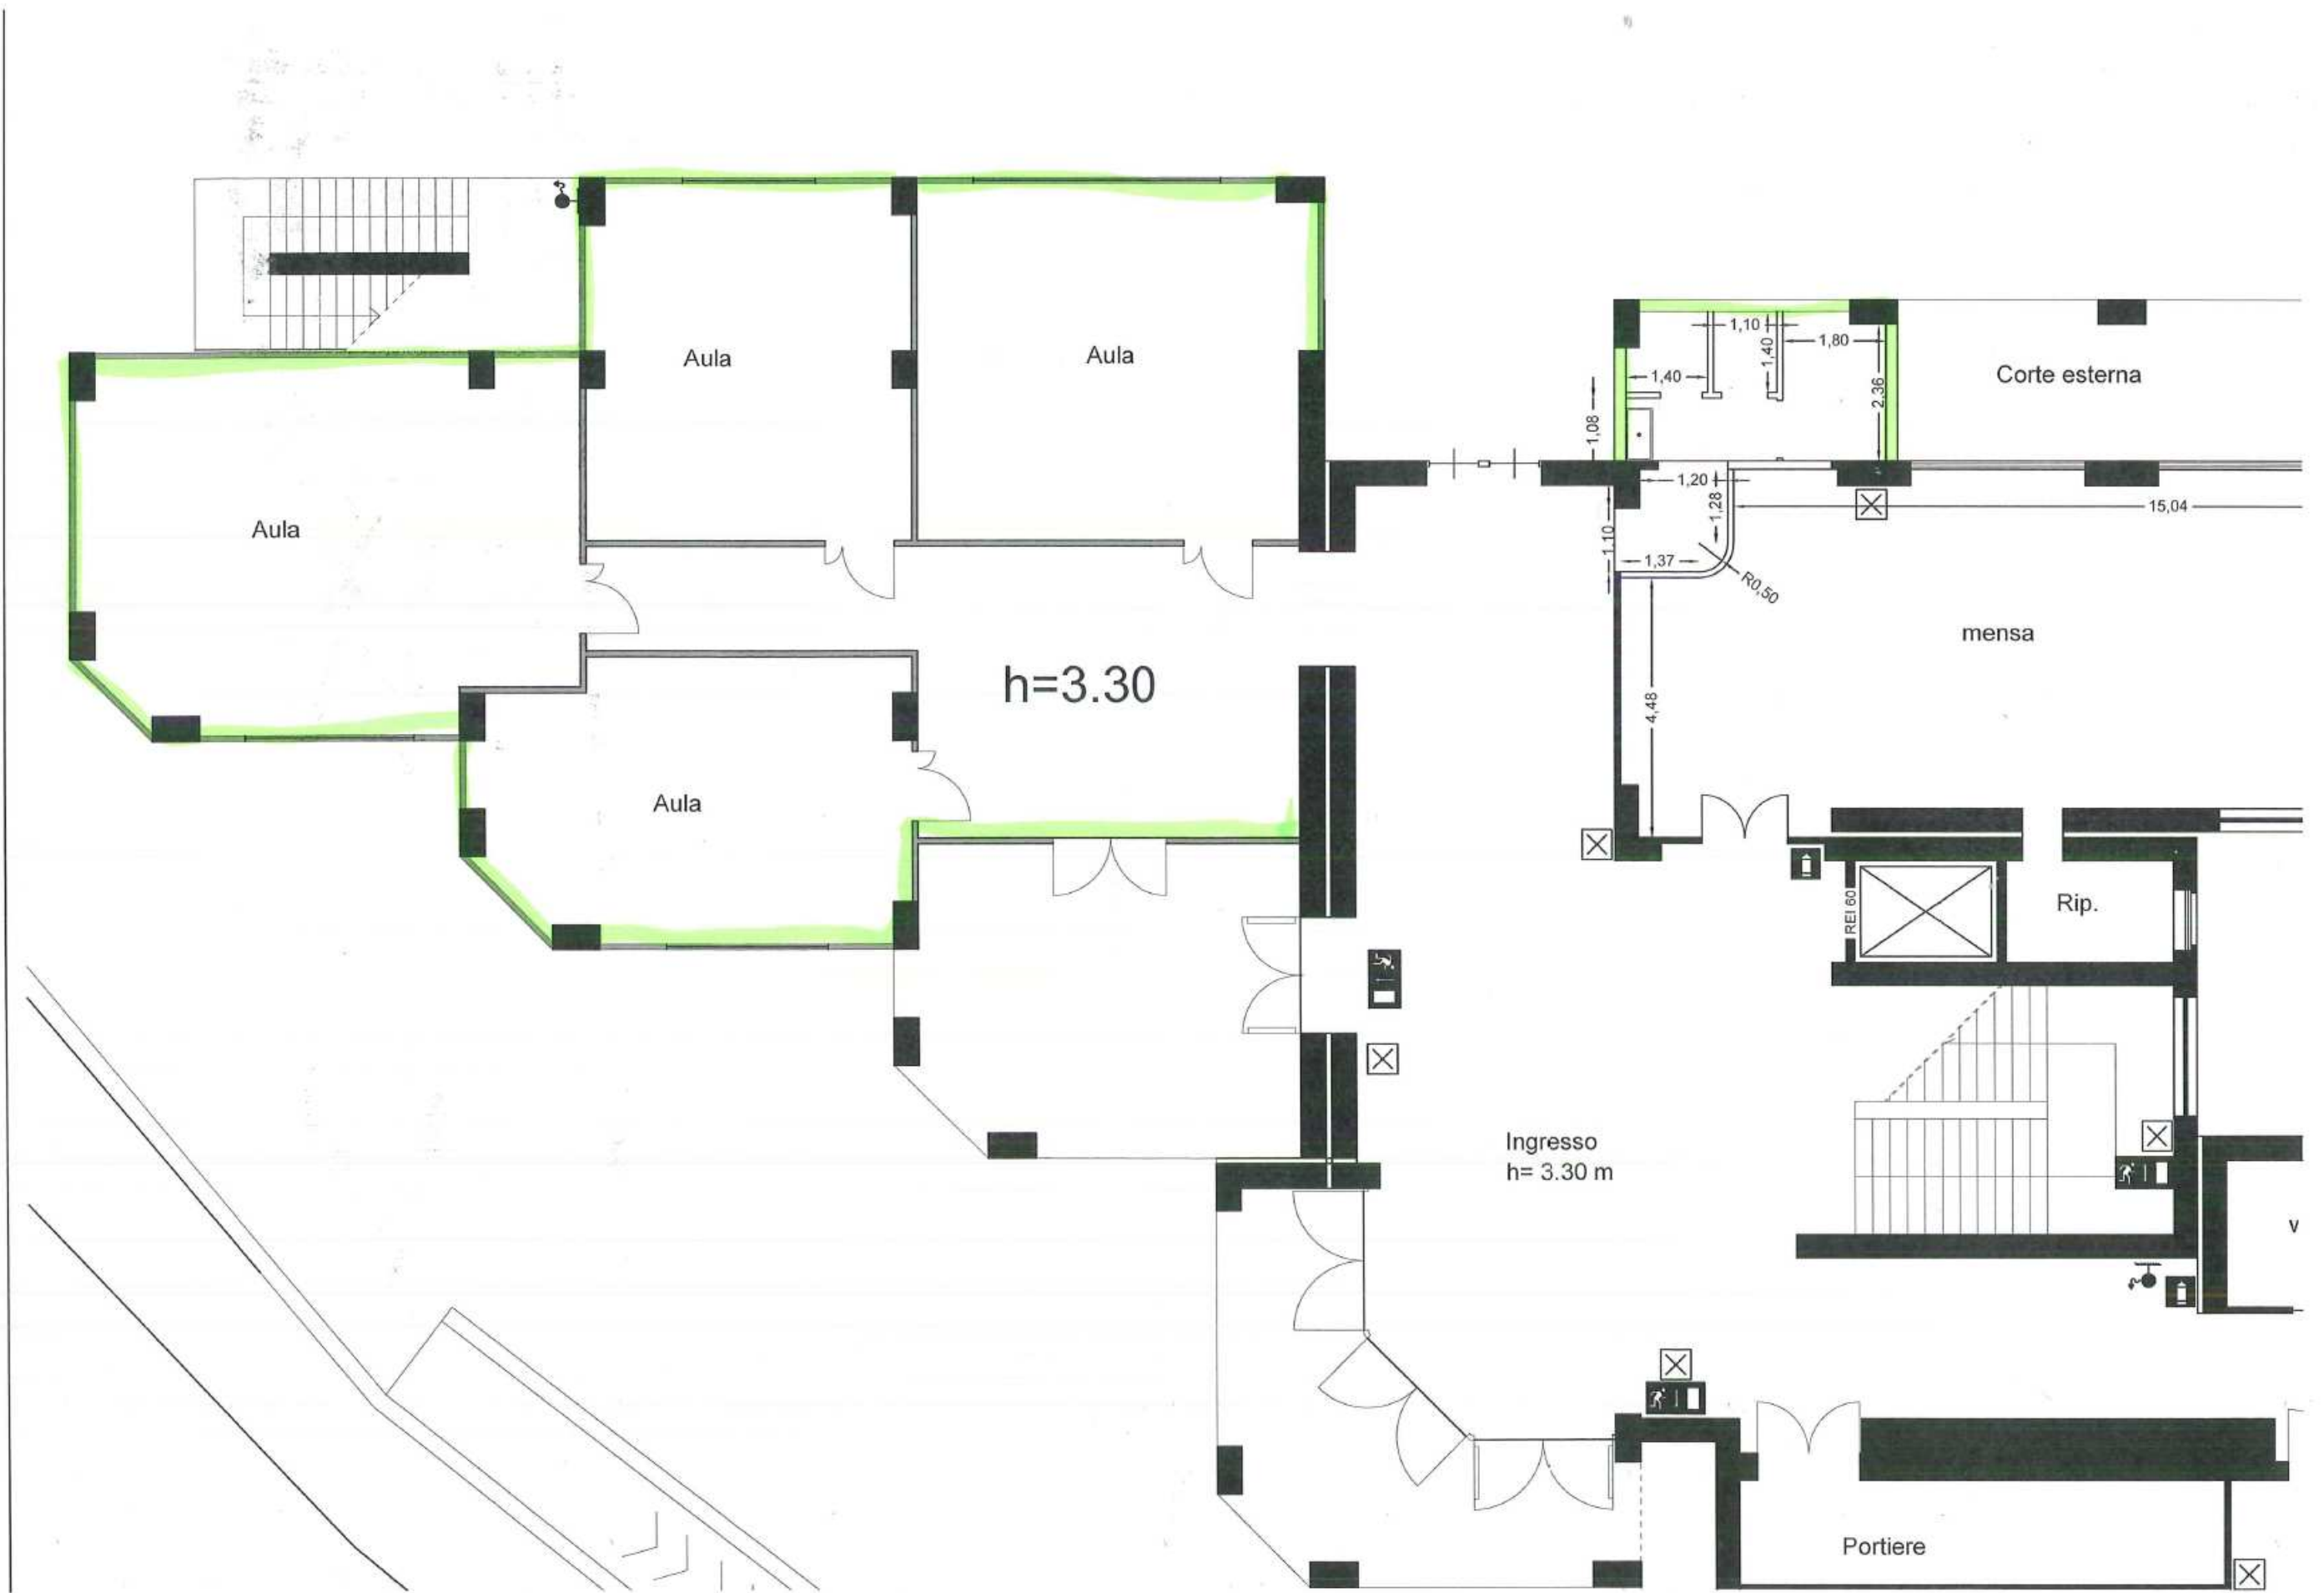 Aula
Aula
Aula
Aula
h=3.30
1,10
1,40
1,80
1,40
2,36
1,08
Corte esterna
1,20
1,28
15,04
1.10
1,37
R0,50
mensa
4,48
REI 60
Rip.
Ingresso
h= 3.30 m
V
Portiere